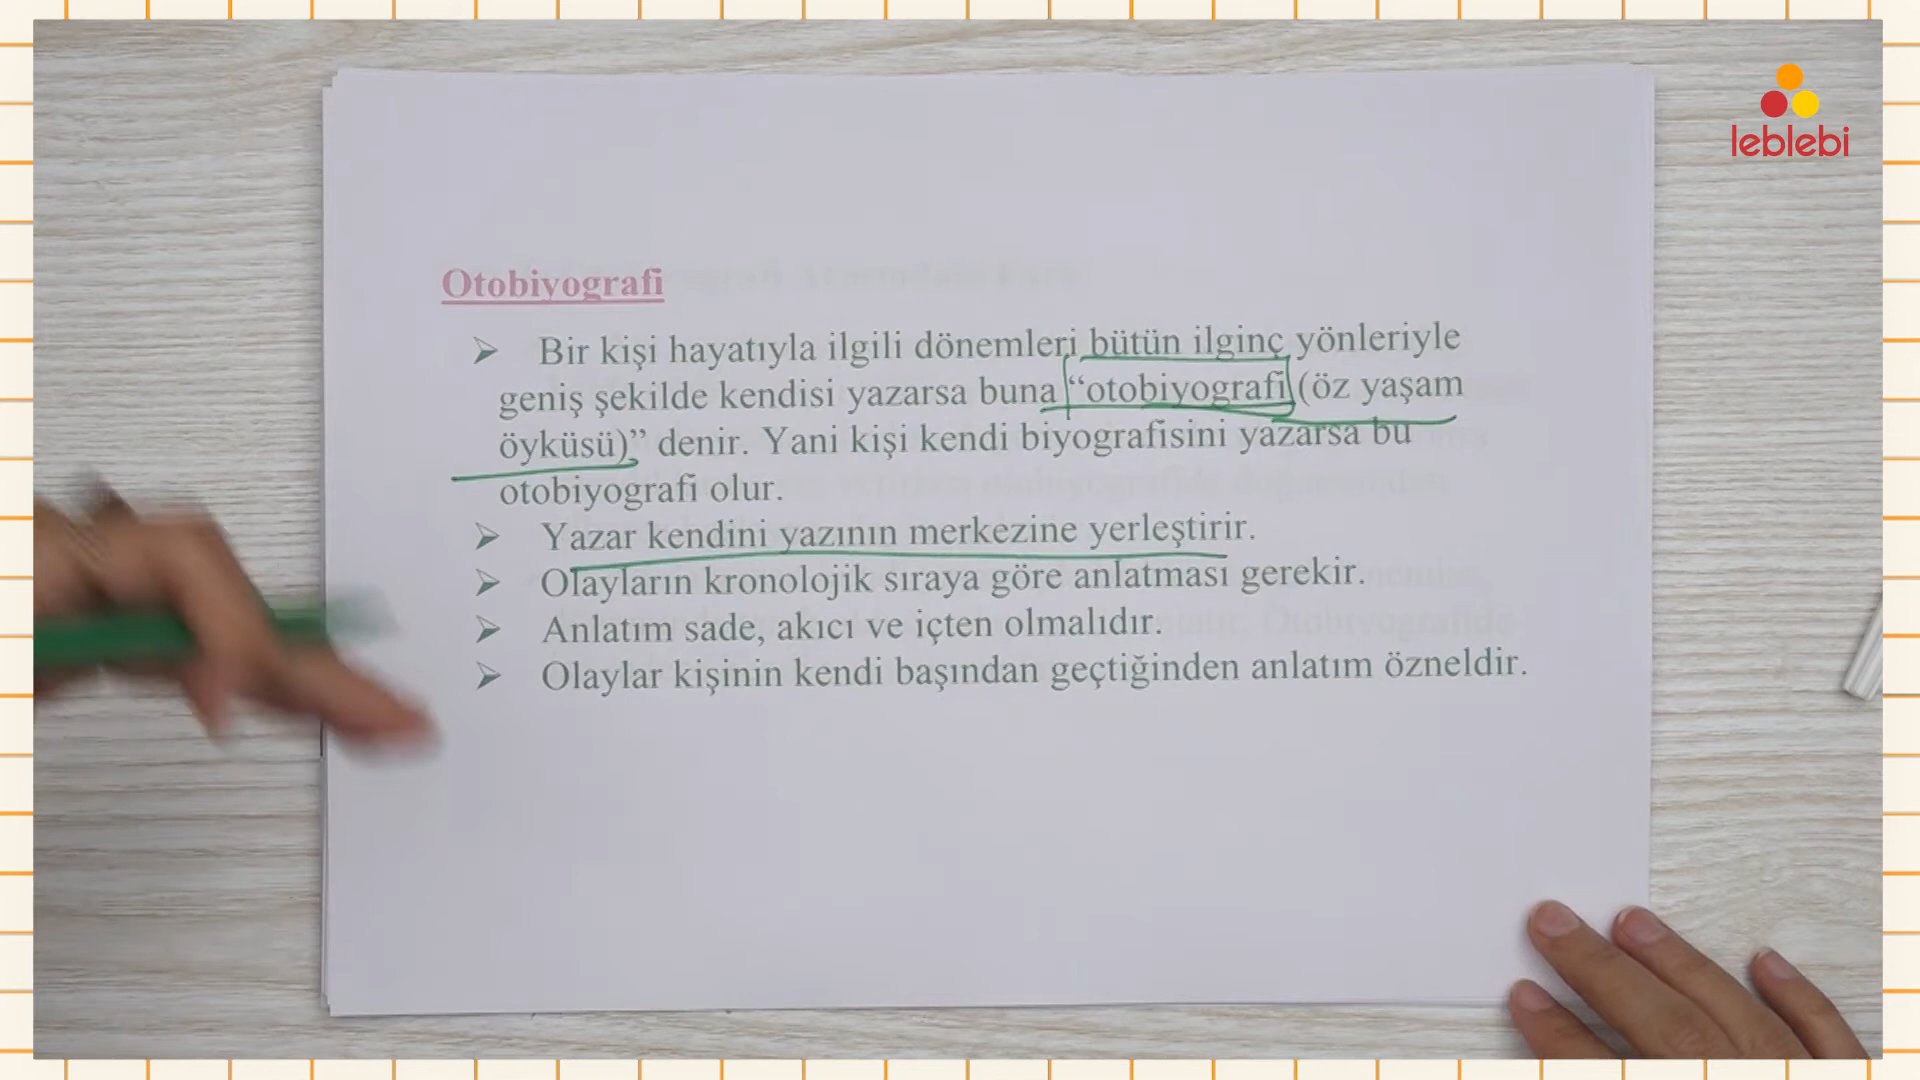 leblebi
Otobiyografi
➢ Bir kişi hayatıyla ilgili dönemleri bütün ilginç yönleriyle
geniş şekilde kendisi yazarsa buna “otobiyografi (öz yaşam
öyküsü)” denir. Yani kişi kendi biyografisini yazarsa bu
otobiyografi olur.
➢ Yazar kendini yazının merkezine yerleştirir.
➢ Olayların kronolojik sıraya göre anlatması gerekir.
➢ Anlatım sade, akıcı ve içten olmalıdır.
➢ Olaylar kişinin kendi başından geçtiğinden anlatım özneldir.